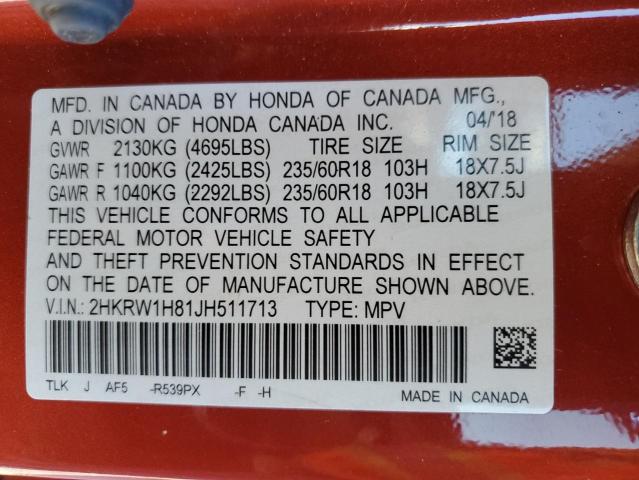 MFD. IN CANADA BY HONDA OF CANADA MFG.,
A DIVISION OF HONDA CANADA INC. 04/18
GVWR 2130KG (4695LBS) TIRE SIZE RIM SIZE
GAWR F 1100KG (2425LBS) 235/60R18 103H 18X7.5J
GAWR R 1040KG (2292LBS) 235/60R18 103H 18X7.5J
THIS VEHICLE CONFORMS TO ALL APPLICABLE
FEDERAL MOTOR VEHICLE SAFETY
AND THEFT PREVENTION STANDARDS IN EFFECT
ON THE DATE OF MANUFACTURE SHOWN ABOVE.
V.I.N.: 2HKRW1H81JH511713 TYPE: MPV
TLK J AF5 -R539PX -F -H
MADE IN CANADA